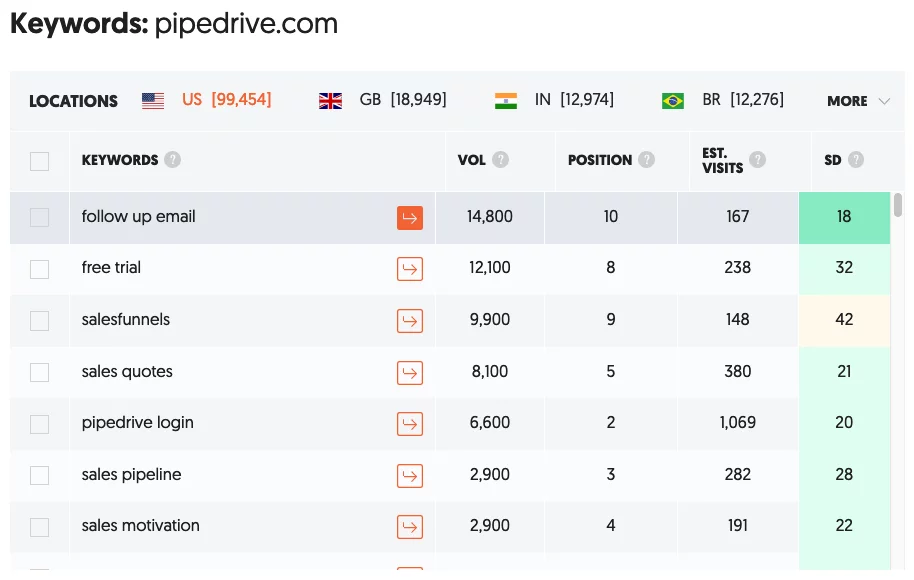 Keywords: pipedrive.com
LOCATIONS US [99,454] GB [18,949] IN [12,974] BR [12,276] MORE
KEYWORDS ? VOL ? POSITION ? EST. VISITS ? SD ?
follow up email 14,800 10 167 18
free trial 12,100 8 238 32
salesfunnels 9,900 9 148 42
sales quotes 8,100 5 380 21
pipedrive login 6,600 2 1,069 20
sales pipeline 2,900 3 282 28
sales motivation 2,900 4 191 22